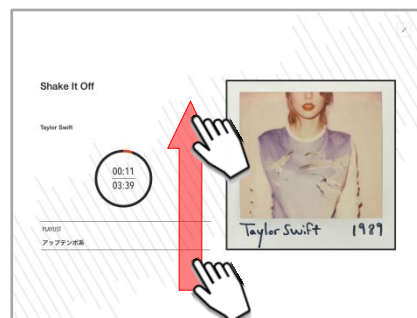 Shake It Off
Taylor Swift
00:11
03:39
PLAYLIST
アップテンポ系
Taylor Swift 1989